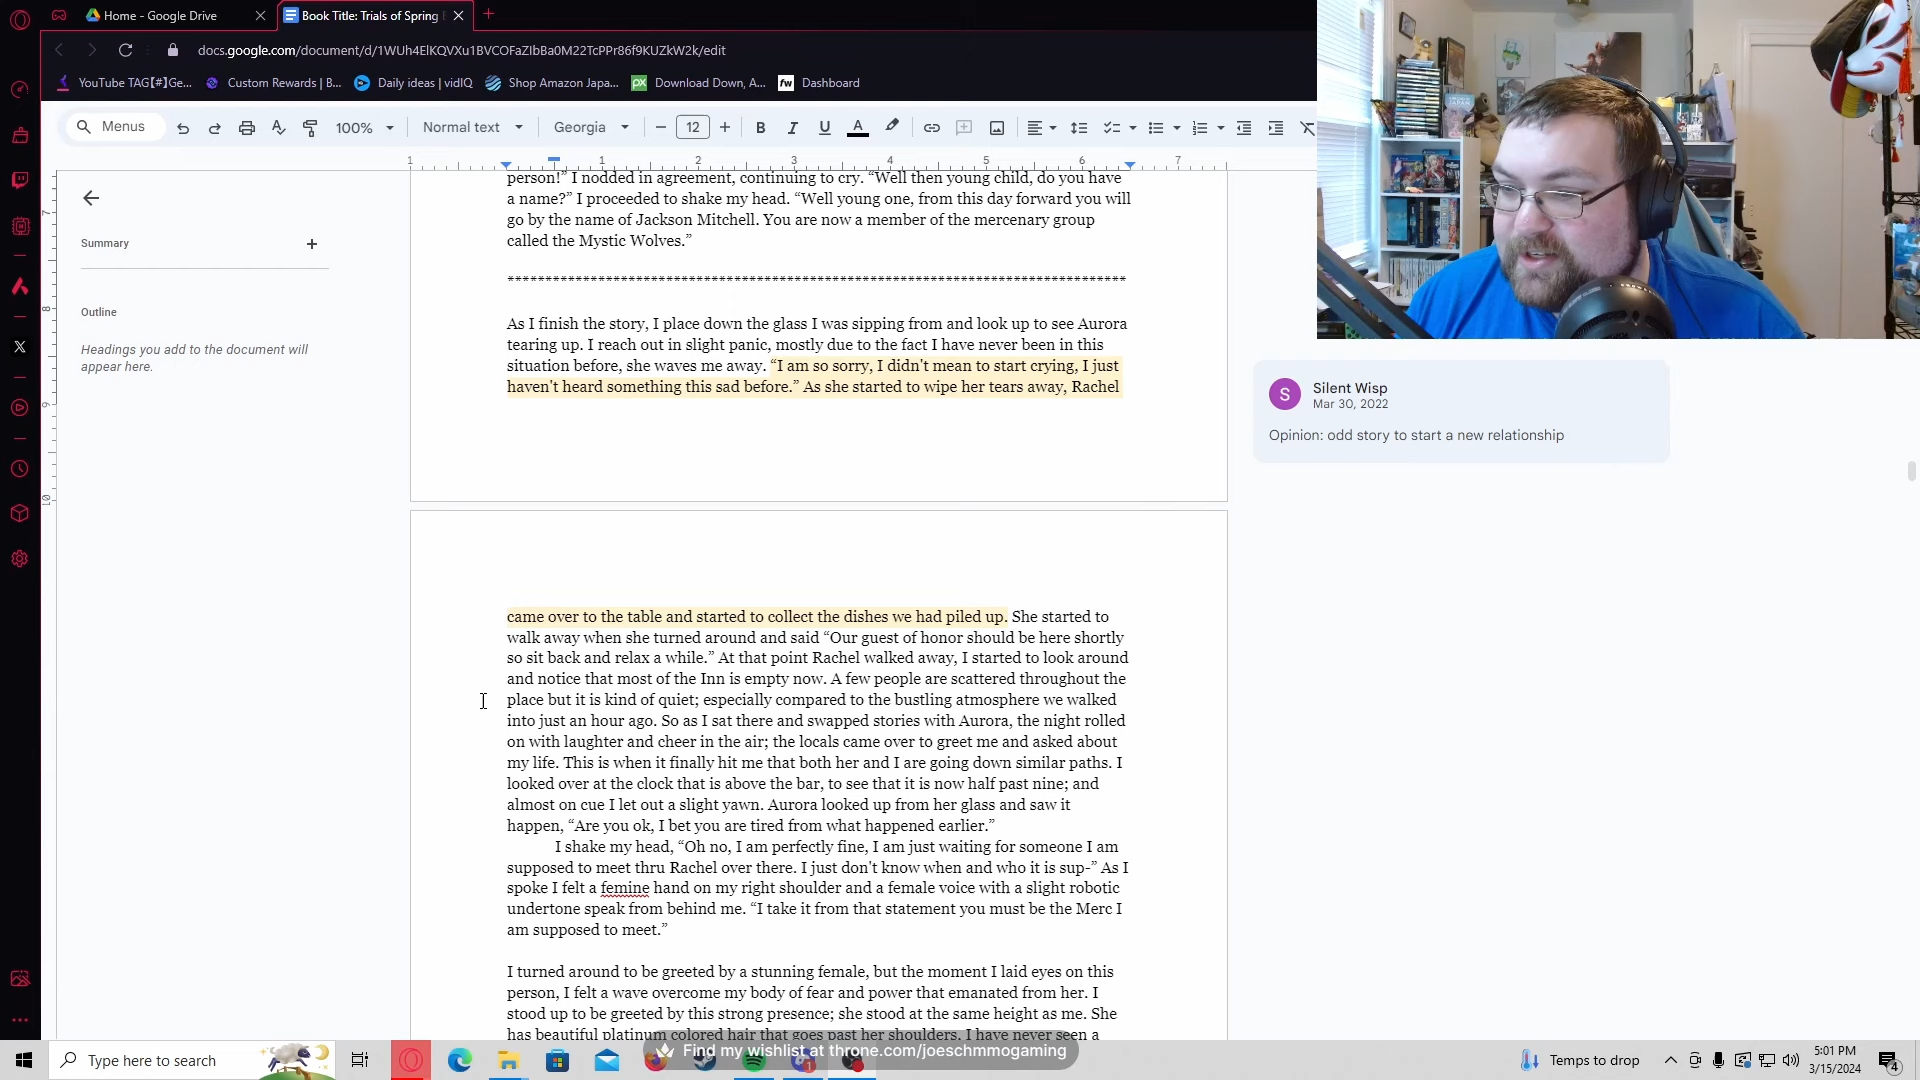 Home - Google Drive
Book Title: Trials of Spring B
docs.google.com/document/d/1WUh4ElKQVXu1BVCOFaZIbBa0M22TcPPr86f9KUZkW2k/edit
YouTube TAG【#】Ge...
Custom Rewards | B...
Daily ideas | vidIQ
Shop Amazon Japa...
Download Down, A...
Dashboard
Menus
100%
Normal text
Georgia
12
1 1 2 3 4 5 6 7
Summary
Outline
Headings you add to the document will
appear here.
person!” I nodded in agreement, continuing to cry. “Well then young child, do you have
a name?” I proceeded to shake my head. “Well young one, from this day forward you will
go by the name of Jackson Mitchell. You are now a member of the mercenary group
called the Mystic Wolves.”
**********************************************************************************
As I finish the story, I place down the glass I was sipping from and look up to see Aurora
tearing up. I reach out in slight panic, mostly due to the fact I have never been in this
situation before, she waves me away. “I am so sorry, I didn't mean to start crying, I just
haven't heard something this sad before.” As she started to wipe her tears away, Rachel
came over to the table and started to collect the dishes we had piled up. She started to
walk away when she turned around and said “Our guest of honor should be here shortly
so sit back and relax a while.” At that point Rachel walked away, I started to look around
and notice that most of the Inn is empty now. A few people are scattered throughout the
place but it is kind of quiet; especially compared to the bustling atmosphere we walked
into just an hour ago. So as I sat there and swapped stories with Aurora, the night rolled
on with laughter and cheer in the air; the locals came over to greet me and asked about
my life. This is when it finally hit me that both her and I are going down similar paths. I
looked over at the clock that is above the bar, to see that it is now half past nine; and
almost on cue I let out a slight yawn. Aurora looked up from her glass and saw it
happen, “Are you ok, I bet you are tired from what happened earlier.”
I shake my head, “Oh no, I am perfectly fine, I am just waiting for someone I am
supposed to meet thru Rachel over there. I just don't know when and who it is sup-” As I
spoke I felt a femine hand on my right shoulder and a female voice with a slight robotic
undertone speak from behind me. “I take it from that statement you must be the Merc I
am supposed to meet.”
I turned around to be greeted by a stunning female, but the moment I laid eyes on this
person, I felt a wave overcome my body of fear and power that emanated from her. I
stood up to be greeted by this strong presence; she stood at the same height as me. She
has beautiful platinum colored hair that goes past her shoulders. I have never seen a
S
Silent Wisp
Mar 30, 2022
Opinion: odd story to start a new relationship
Find my wishlist at throne.com/joeschmmogaming
Type here to search
Temps to drop
5:01 PM
3/15/2024
4